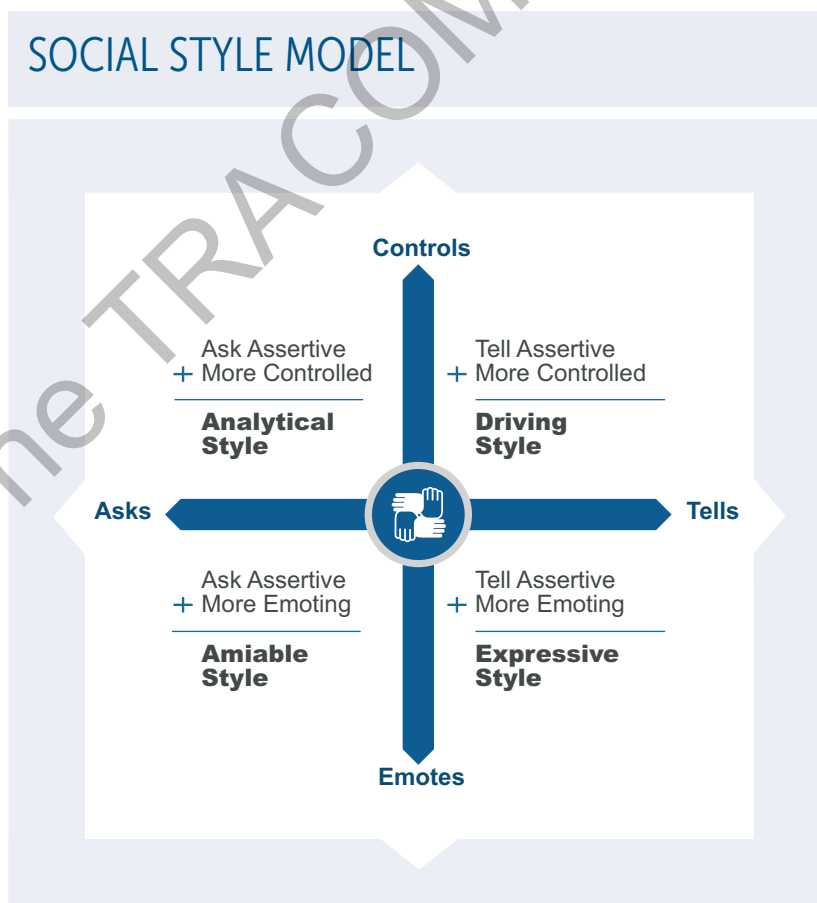 SOCIAL STYLE MODEL
Controls
Ask Assertive
+ More Controlled
Analytical
Style
Tell Assertive
+ More Controlled
Driving
Style
Asks
Tells
Ask Assertive
+ More Emoting
Amiable
Style
Tell Assertive
+ More Emoting
Expressive
Style
Emotes
TRACOM